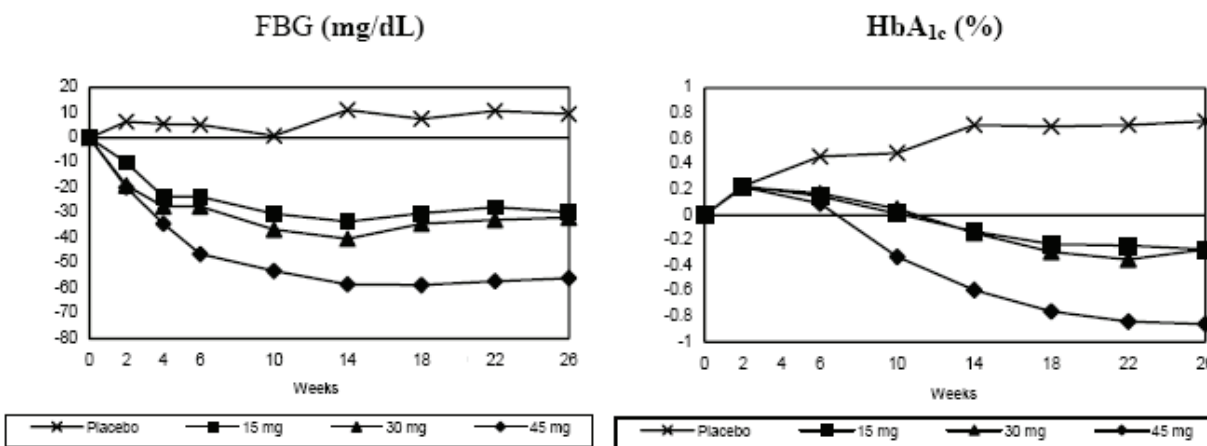 FBG (mg/dL)
20
10
0
-10
-20
-30
-40
-50
-60
-70
-80
0 2 4 6 10 14 18 22 26
Weeks
Placebo 15 mg 30 mg 45 mg
HbA1c (%)
1
0.8
0.6
0.4
0.2
0
-0.2
-0.4
-0.6
-0.8
-1
0 2 6 10 14 18 22 26
Weeks
Placebo 15 mg 30 mg 45 mg